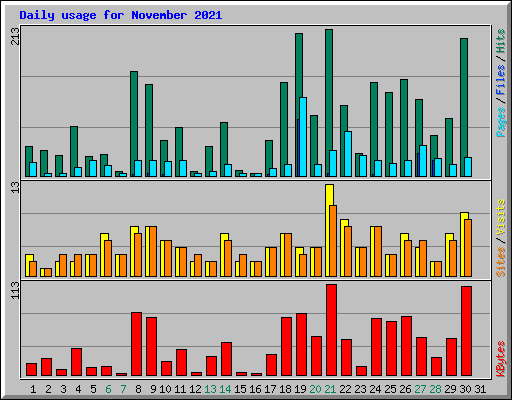 Daily usage for November 2021
213
Pages / Files / Hits
13
Sites / Visits
113
KBytes
1 2 3 4 5 6 7 8 9 10 11 12 13 14 15 16 17 18 19 20 21 22 23 24 25 26 27 28 29 30 31